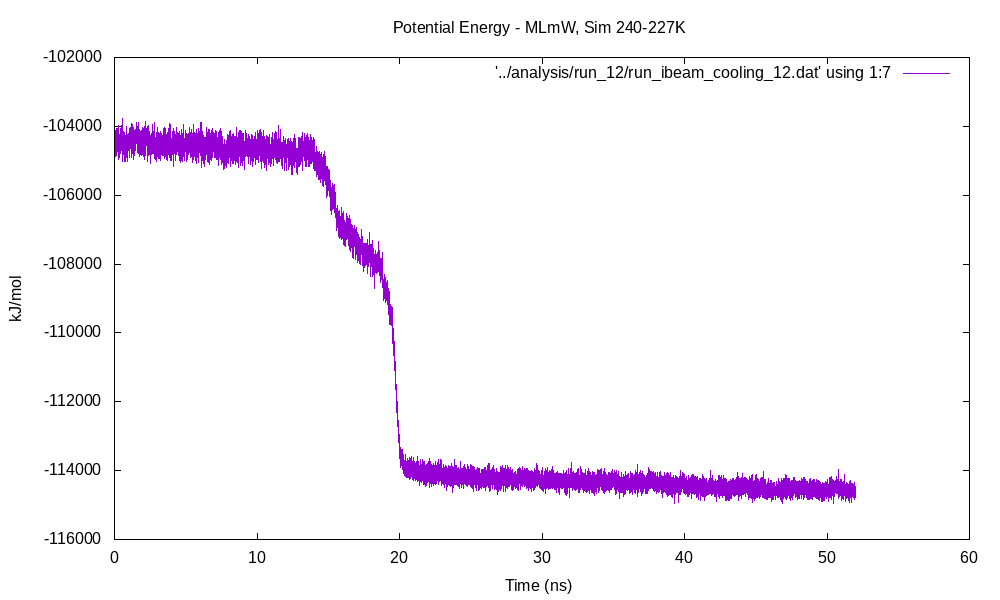 Potential Energy - MLmW, Sim 240-227K
'../analysis/run_12/run_ibeam_cooling_12.dat' using 1:7
-102000
-104000
-106000
-108000
-110000
-112000
-114000
-116000
kJ/mol
0 10 20 30 40 50 60
Time (ns)